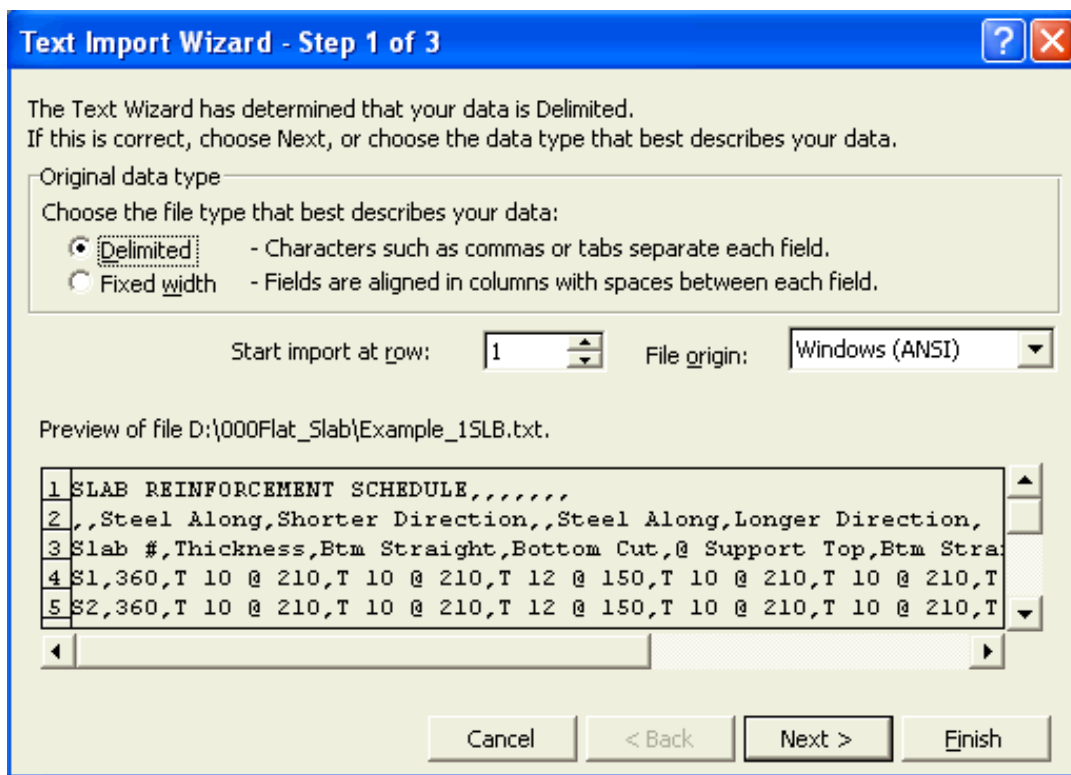 Text Import Wizard - Step 1 of 3
The Text Wizard has determined that your data is Delimited.
If this is correct, choose Next, or choose the data type that best describes your data.
Original data type
Choose the file type that best describes your data:
Delimited - Characters such as commas or tabs separate each field.
Fixed width - Fields are aligned in columns with spaces between each field.
Start import at row: 1 File origin: Windows (ANSI)
Preview of file D:\000Flat_Slab\Example_1SLB.txt.
1 SLAB REINFORCEMENT SCHEDULE,,,,,,,
2 ,,Steel Along,Shorter Direction,,Steel Along,Longer Direction,
3 Slab #,Thickness,Btm Straight,Bottom Cut,@ Support Top,Btm Stra
4 S1,360,T 10 @ 210,T 10 @ 210,T 12 @ 150,T 10 @ 210,T 10 @ 210,T
5 S2,360,T 10 @ 210,T 10 @ 210,T 12 @ 150,T 10 @ 210,T 10 @ 210,T
Cancel < Back Next > Finish